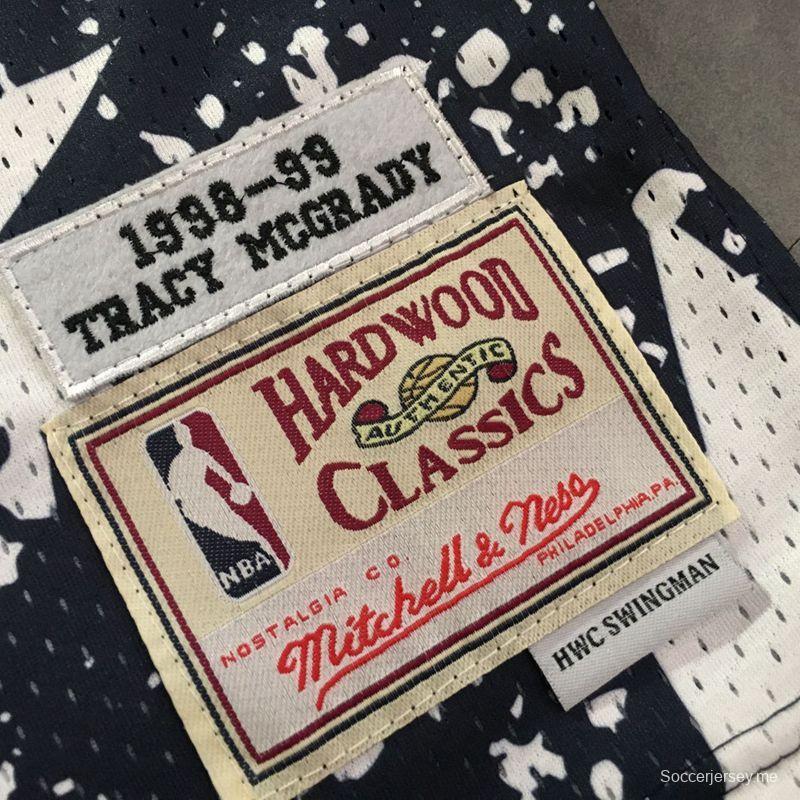 1998-99
TRACY MCGRADY
HARDWOOD
AUTHENTIC
CLASSICS
NBA
NOSTALGIA CO.
Mitchell & Ness
PHILADELPHIA, PA.
HWC SWINGMAN
Soccerjersey.me